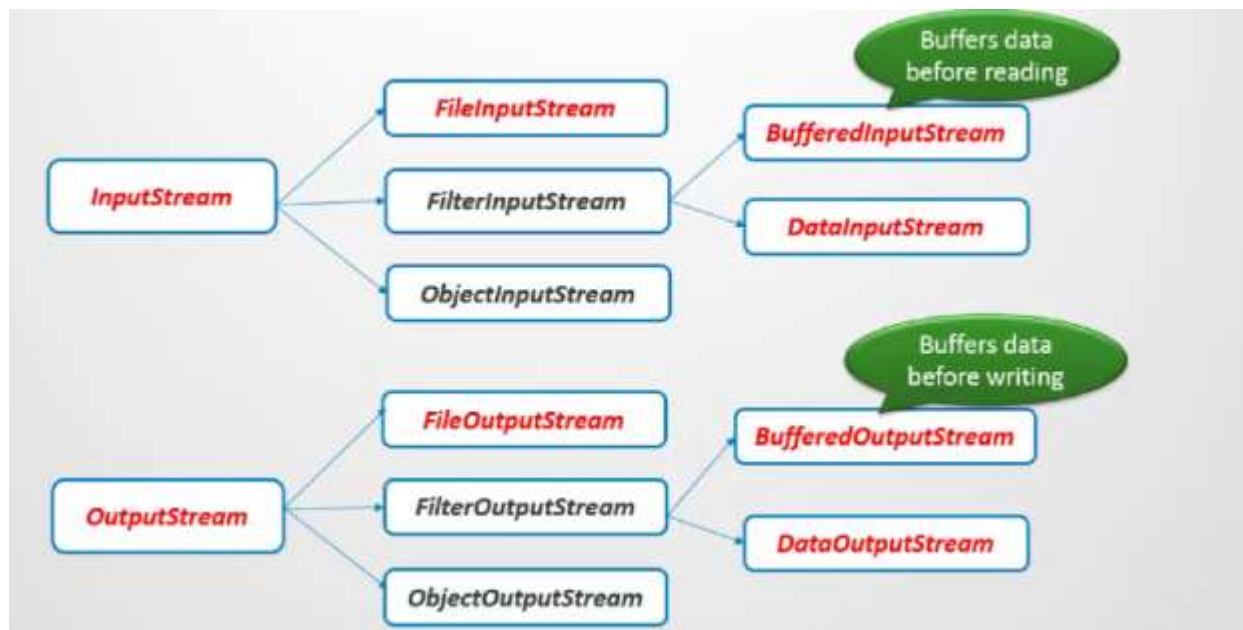 Buffers data
before reading
FileInputStream
BufferedInputStream
InputStream
FilterInputStream
DataInputStream
ObjectInputStream
Buffers data
before writing
FileOutputStream
BufferedOutputStream
OutputStream
FilterOutputStream
DataOutputStream
ObjectOutputStream